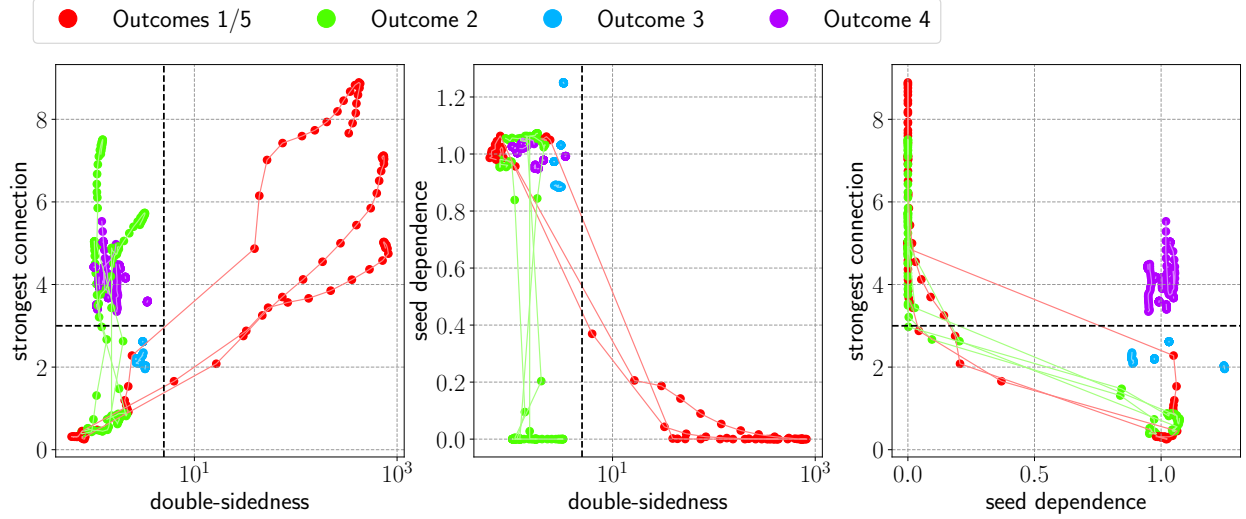 Outcomes 1/5 Outcome 2 Outcome 3 Outcome 4
strongest connection
8
6
4
2
0
10^1 10^3
double-sidedness
seed dependence
1.2
1.0
0.8
0.6
0.4
0.2
0.0
10^1 10^3
double-sidedness
strongest connection
8
6
4
2
0
0.0 0.5 1.0
seed dependence